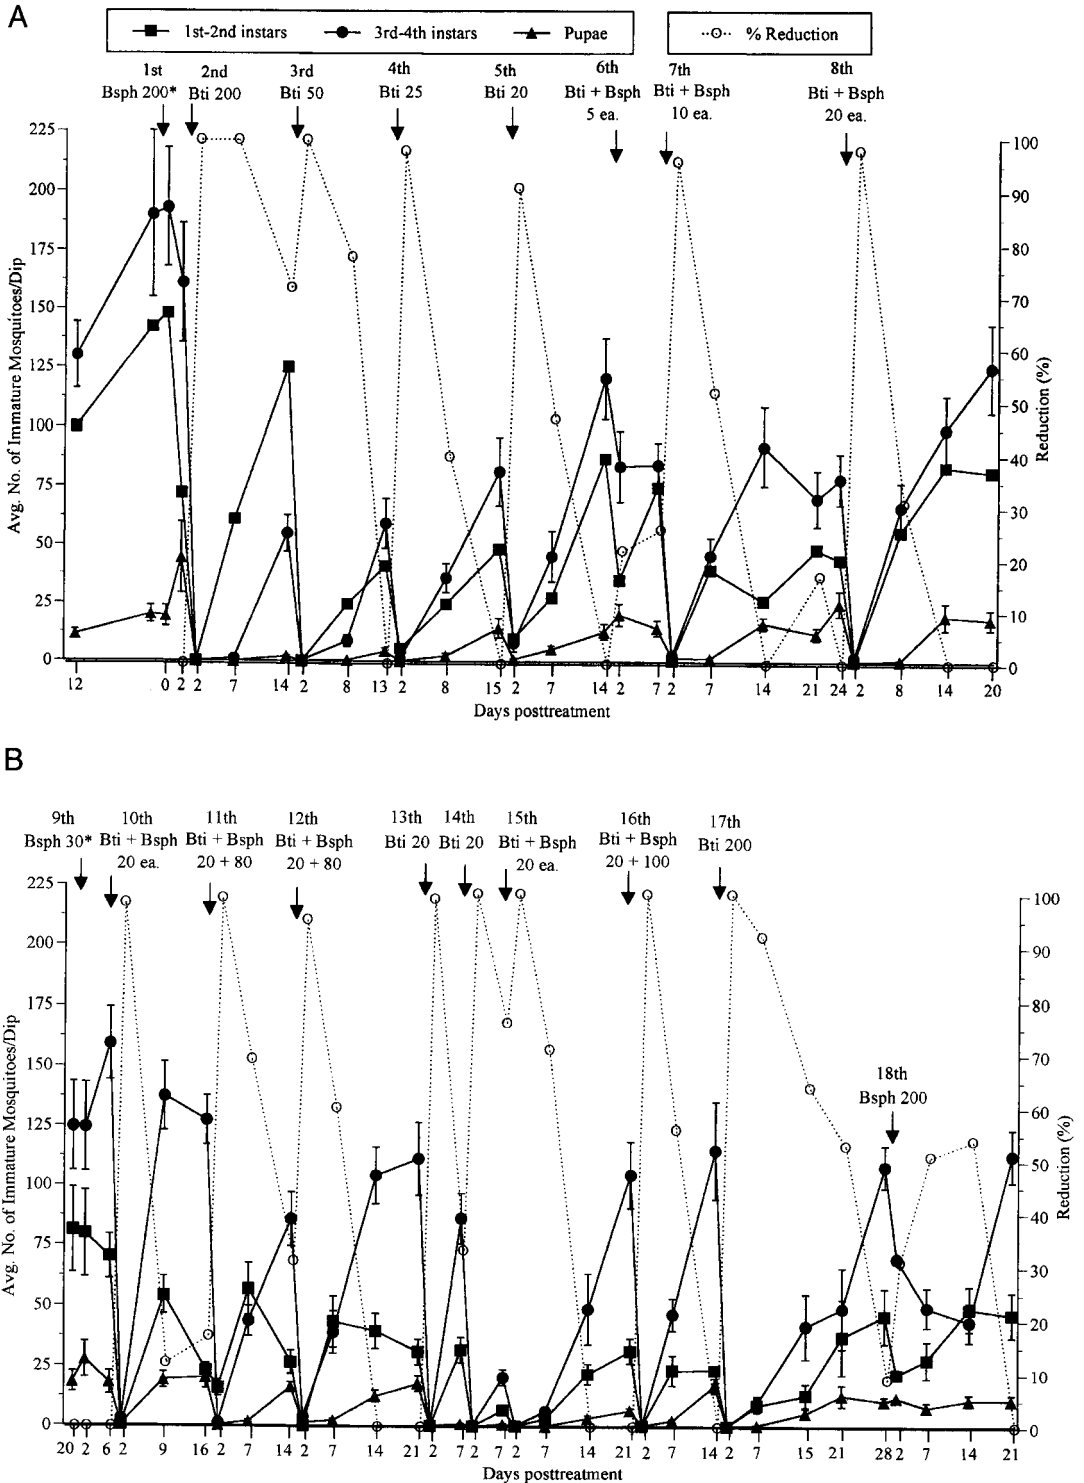 A
1st-2nd instars 3rd-4th instars Pupae % Reduction
1st 2nd 3rd 4th 5th 6th 7th 8th
Bsph 200* Bti 200 Bti 50 Bti 25 Bti 20 Bti + Bsph Bti + Bsph Bti + Bsph
5 ea. 10 ea. 20 ea.
225
200
175
150
125
100
75
50
25
0
Avg. No. of Immature Mosquitoes/Dip
100
90
80
70
60
50
40
30
20
10
0
Reduction (%)
12 0 2 2 7 14 2 8 13 2 8 15 2 7 14 2 7 2 7 14 21 24 2 8 14 20
Days posttreatment
B
9th 10th 11th 12th 13th 14th 15th 16th 17th
Bsph 30* Bti + Bsph Bti + Bsph Bti + Bsph Bti 20 Bti 20 Bti + Bsph Bti + Bsph Bti 200
20 ea. 20 + 80 20 + 80 20 ea. 20 + 100
18th
Bsph 200
225
200
175
150
125
100
75
50
25
0
Avg. No. of Immature Mosquitoes/Dip
100
90
80
70
60
50
40
30
20
10
0
Reduction (%)
20 2 6 2 9 16 2 7 14 2 7 14 21 2 7 2 7 2 7 14 21 2 7 14 2 7 15 21 28 2 7 14 21
Days posttreatment